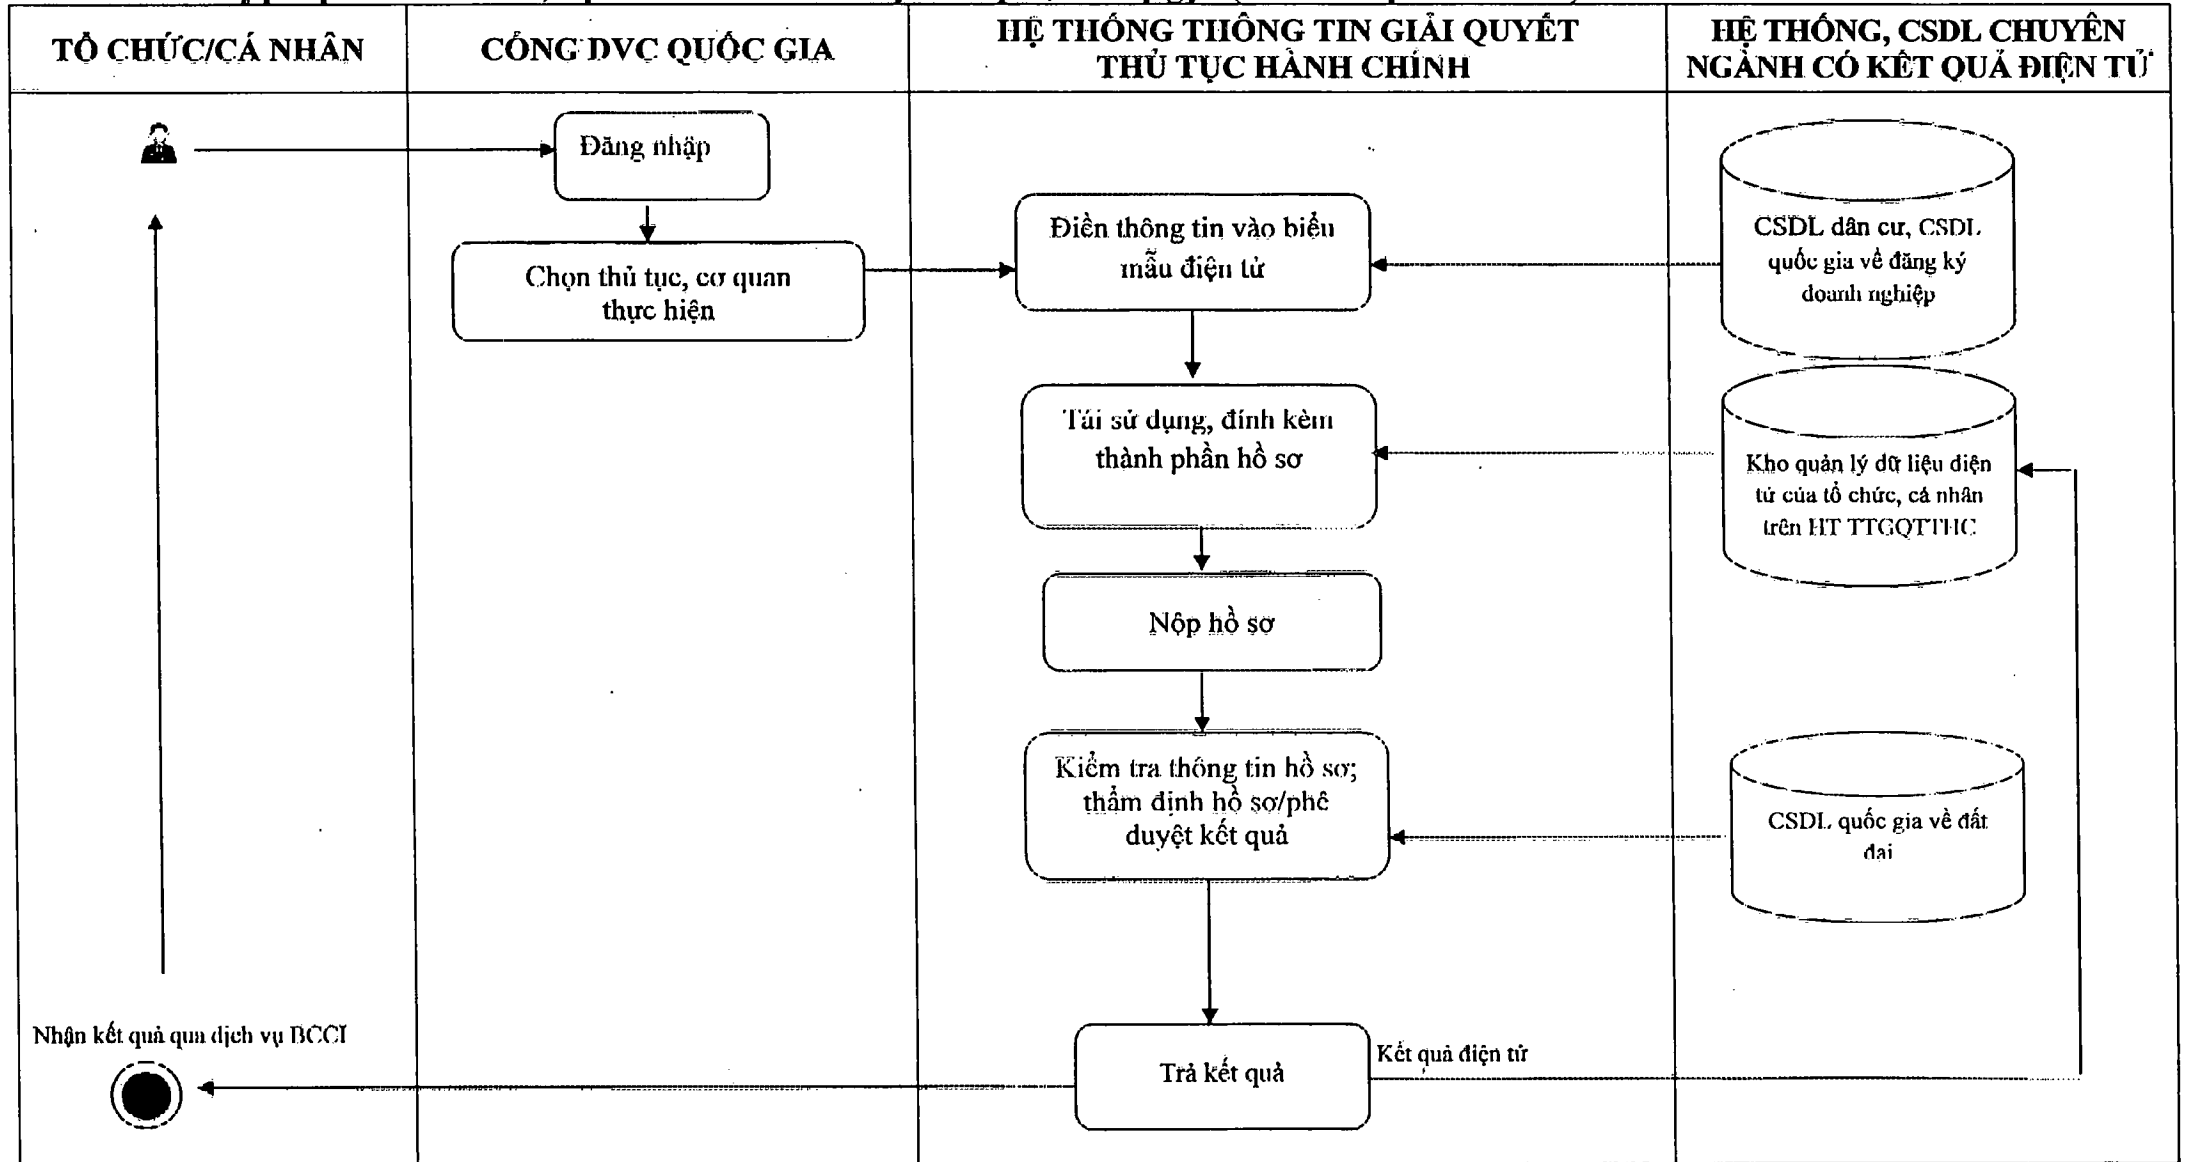 TỔ CHỨC/CÁ NHÂN
CỔNG DVC QUỐC GIA
HỆ THỐNG THÔNG TIN GIẢI QUYẾT
THỦ TỤC HÀNH CHÍNH
HỆ THỐNG, CSDL CHUYÊN
NGÀNH CÓ KẾT QUẢ ĐIỆN TỬ
Đăng nhập
Chọn thủ tục, cơ quan
thực hiện
Điền thông tin vào biểu
mẫu điện tử
CSDL dân cư, CSDL
quốc gia về đăng ký
doanh nghiệp
Tái sử dụng, đính kèm
thành phần hồ sơ
Kho quản lý dữ liệu điện
tử của tổ chức, cá nhân
trên HT TTGQTTHC
Nộp hồ sơ
Kiểm tra thông tin hồ sơ;
thẩm định hồ sơ/phê
duyệt kết quả
CSDL quốc gia về đất
đai
Nhận kết quả qua dịch vụ BCCI
Trả kết quả
Kết quả điện tử